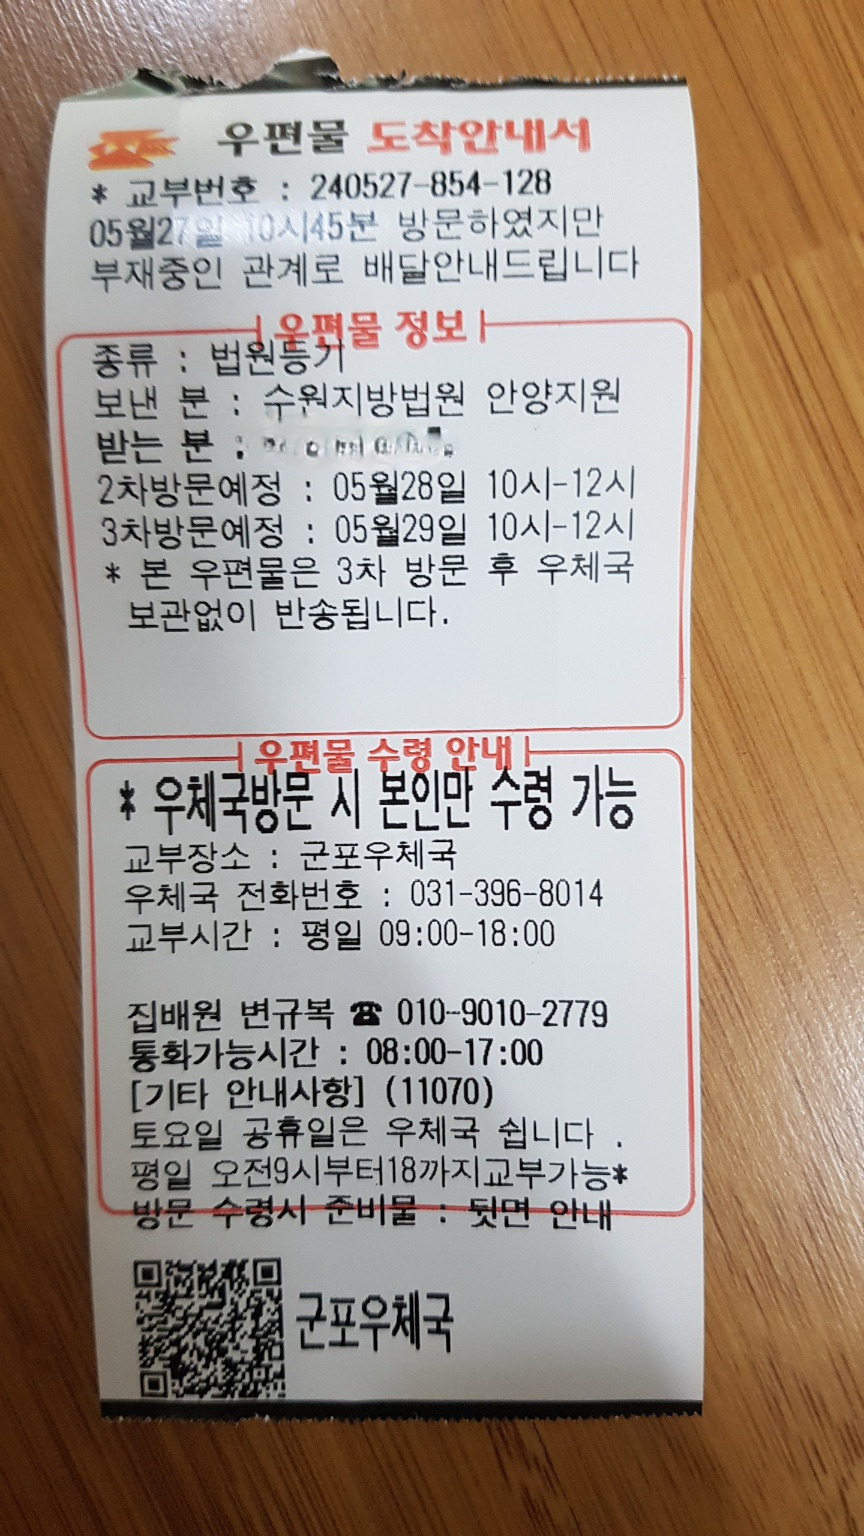 우편물 도착안내서
* 교부번호 : 240527-854-128
05월27일 10시45분 방문하였지만
부재중인 관계로 배달안내드립니다
우편물 정보
종류 : 법원등기
보낸 분 : 수원지방법원 안양지원
받는 분 :
2차방문예정 : 05월28일 10시-12시
3차방문예정 : 05월29일 10시-12시
* 본 우편물은 3차 방문 후 우체국
보관없이 반송됩니다.
우편물 수령 안내
* 우체국방문 시 본인만 수령 가능
교부장소 : 군포우체국
우체국 전화번호 : 031-396-8014
교부시간 : 평일 09:00-18:00
집배원 변규복 ☎ 010-9010-2779
통화가능시간 : 08:00-17:00
[기타 안내사항] (11070)
토요일 공휴일은 우체국 쉽니다 .
평일 오전9시부터18까지교부가능*
방문 수령시 준비물 : 뒷면 안내
군포우체국